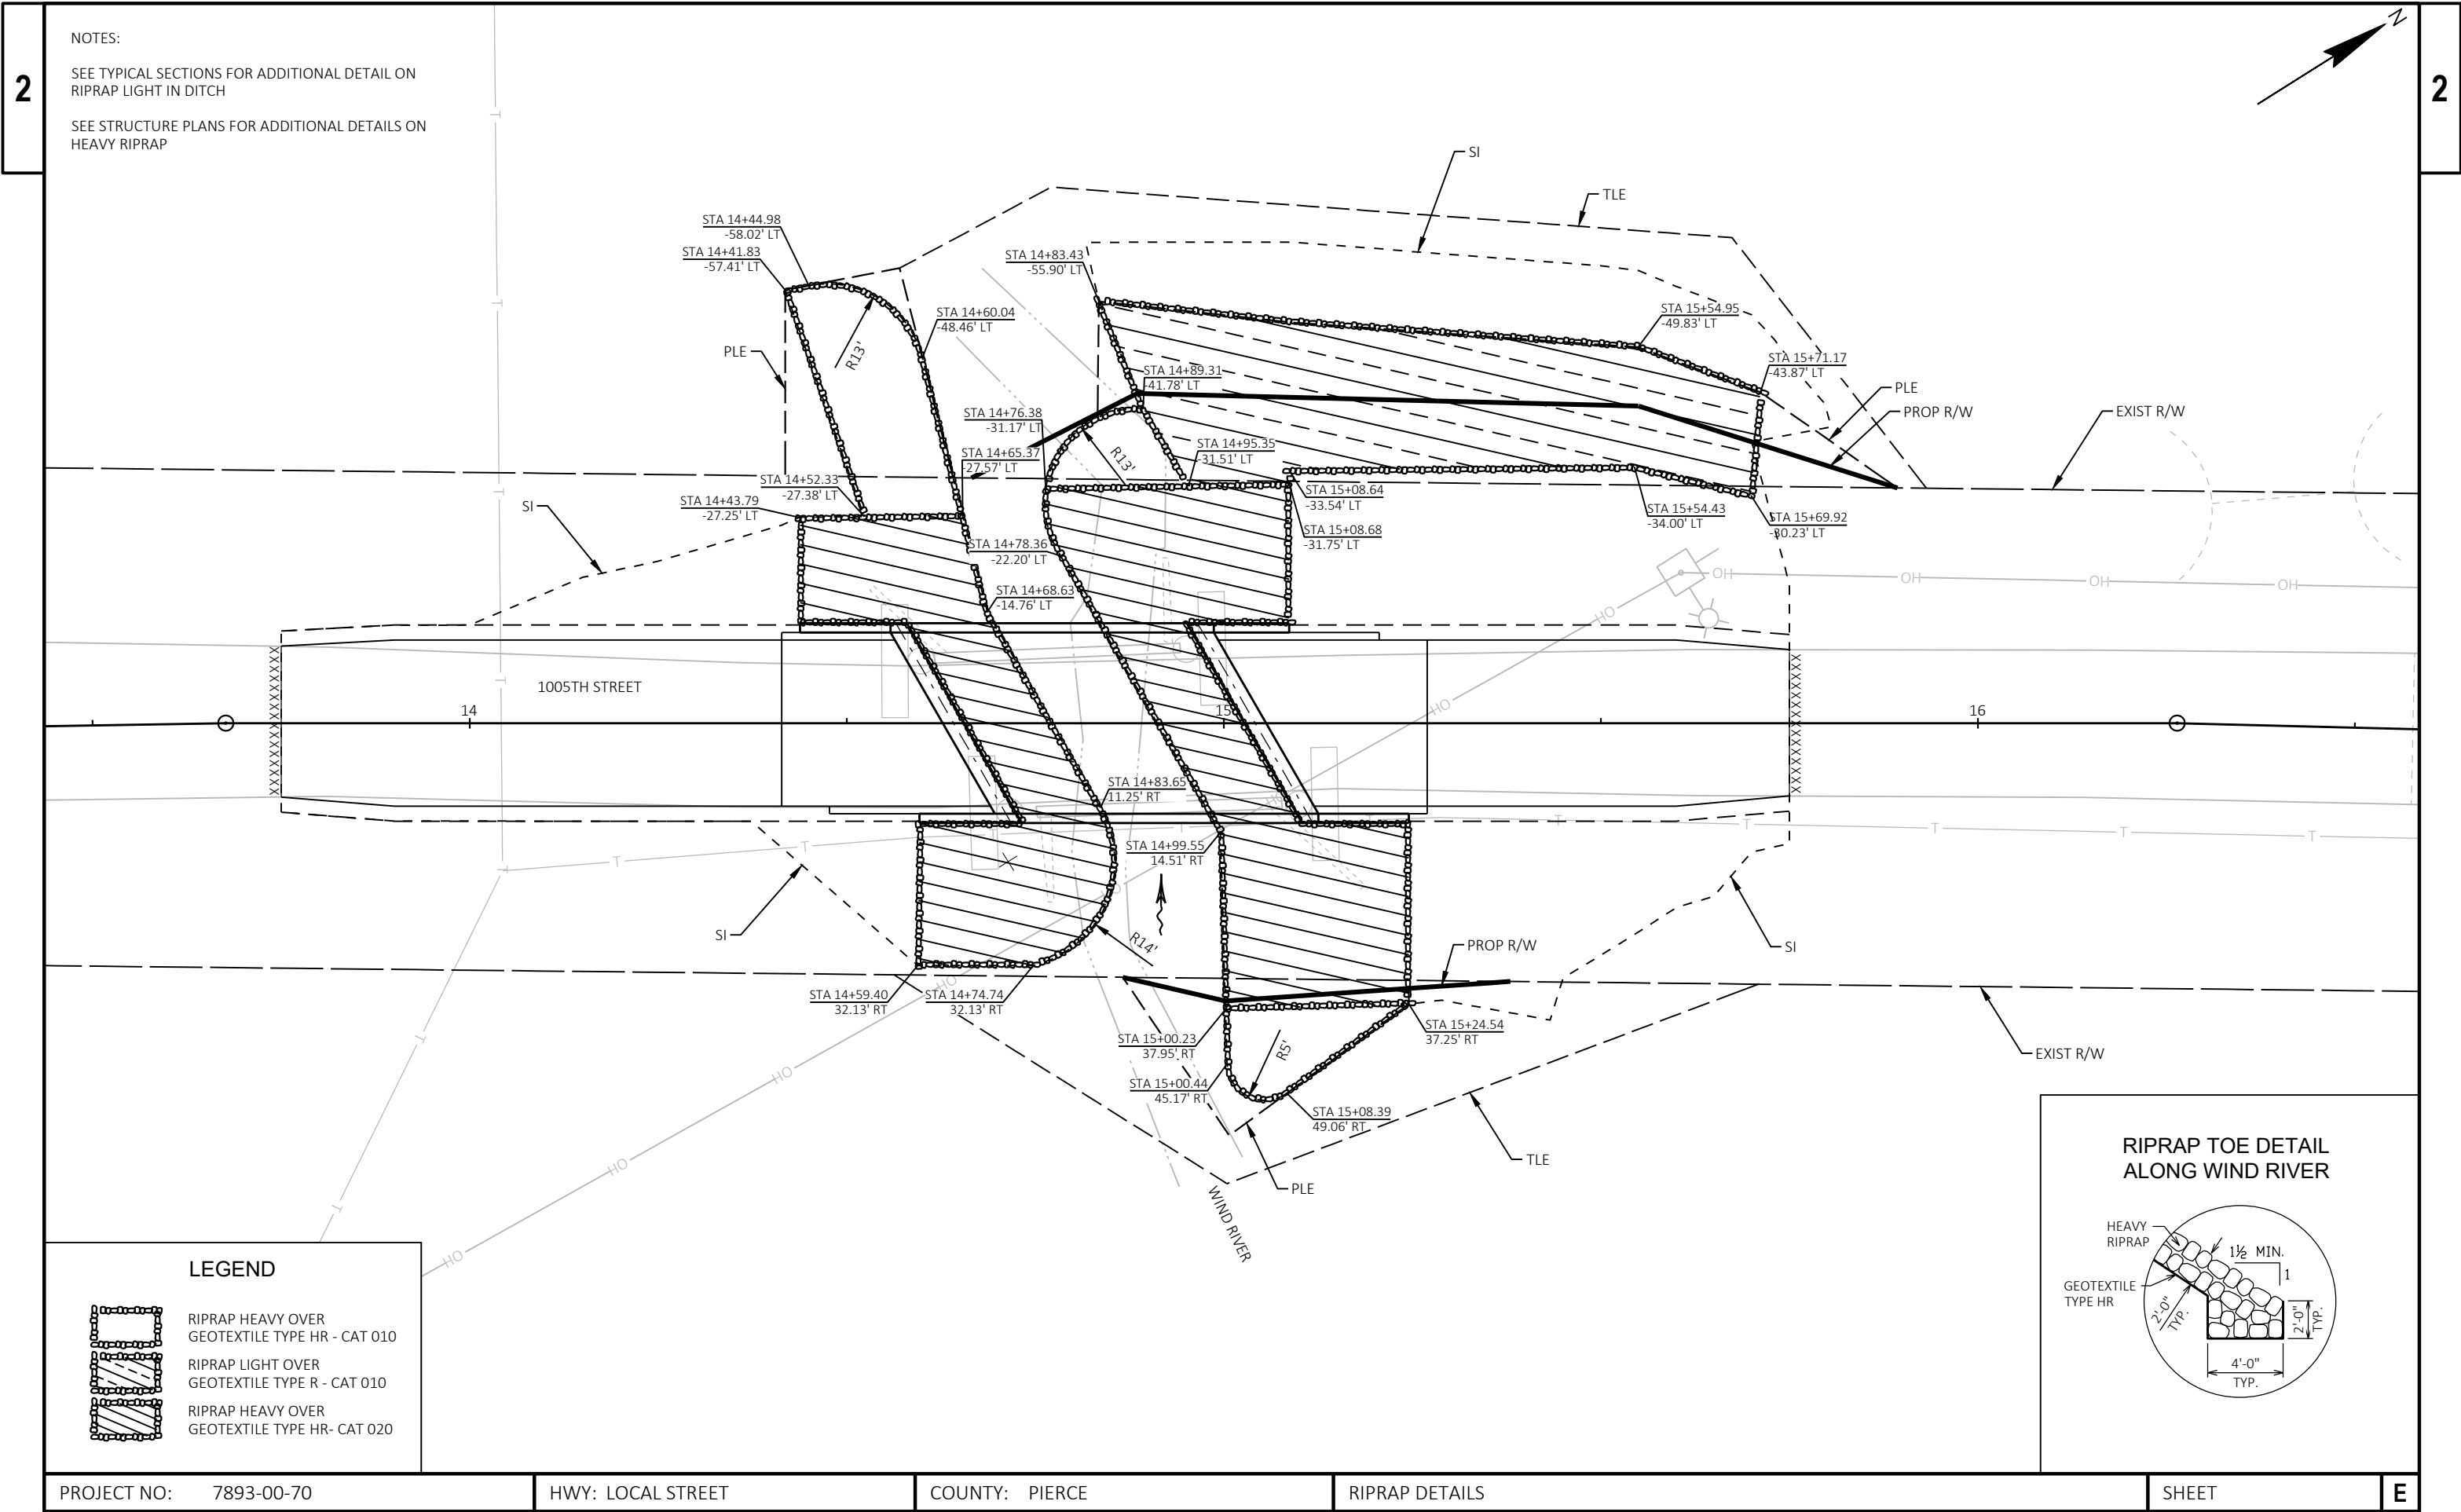 2
2
NOTES:
SEE TYPICAL SECTIONS FOR ADDITIONAL DETAIL ON
RIPRAP LIGHT IN DITCH
SEE STRUCTURE PLANS FOR ADDITIONAL DETAILS ON
HEAVY RIPRAP
N
SI
TLE
STA 14+44.98
-58.02' LT
STA 14+41.83
-57.41' LT
STA 14+83.43
-55.90' LT
STA 14+60.04
-48.46' LT
STA 15+54.95
-49.83' LT
PLE
R13'
STA 15+71.17
-43.87' LT
STA 14+89.31
-41.78' LT
PLE
PROP R/W
EXIST R/W
STA 14+76.38
-31.17' LT
R13'
STA 14+95.35
-31.51' LT
STA 14+65.37
-27.57' LT
STA 14+52.33
-27.38' LT
STA 14+43.79
-27.25' LT
SI
STA 15+08.64
-33.54' LT
STA 15+08.68
-31.75' LT
STA 15+54.43
-34.00' LT
STA 15+69.92
-30.23' LT
STA 14+78.36
-22.20' LT
STA 14+68.63
-14.76' LT
T
T
T
T
T
OH
OH
OH
OH
OH
OH
OH
OH
OH
OH
OH
OH
XXXXXXXXXXXXXX
XXXXXXXXXXXXXX
1005TH STREET
14
15
16
STA 14+83.65
11.25' RT
STA 14+99.55
14.51' RT
T
T
T
T
T
T
T
T
T
T
T
T
SI
R14'
PROP R/W
SI
STA 14+59.40
32.13' RT
STA 14+74.74
32.13' RT
STA 15+00.23
37.95' RT
STA 15+24.54
37.25' RT
EXIST R/W
R5'
STA 15+00.44
45.17' RT
STA 15+08.39
49.06' RT
TLE
PLE
WIND RIVER
LEGEND
RIPRAP HEAVY OVER
GEOTEXTILE TYPE HR - CAT 010
RIPRAP LIGHT OVER
GEOTEXTILE TYPE R - CAT 010
RIPRAP HEAVY OVER
GEOTEXTILE TYPE HR- CAT 020
RIPRAP TOE DETAIL
ALONG WIND RIVER
HEAVY
RIPRAP
1½ MIN.
1
GEOTEXTILE
TYPE HR
2'-0"
TYP.
2'-0"
TYP.
4'-0"
TYP.
PROJECT NO: 7893-00-70
HWY: LOCAL STREET
COUNTY: PIERCE
RIPRAP DETAILS
SHEET
E